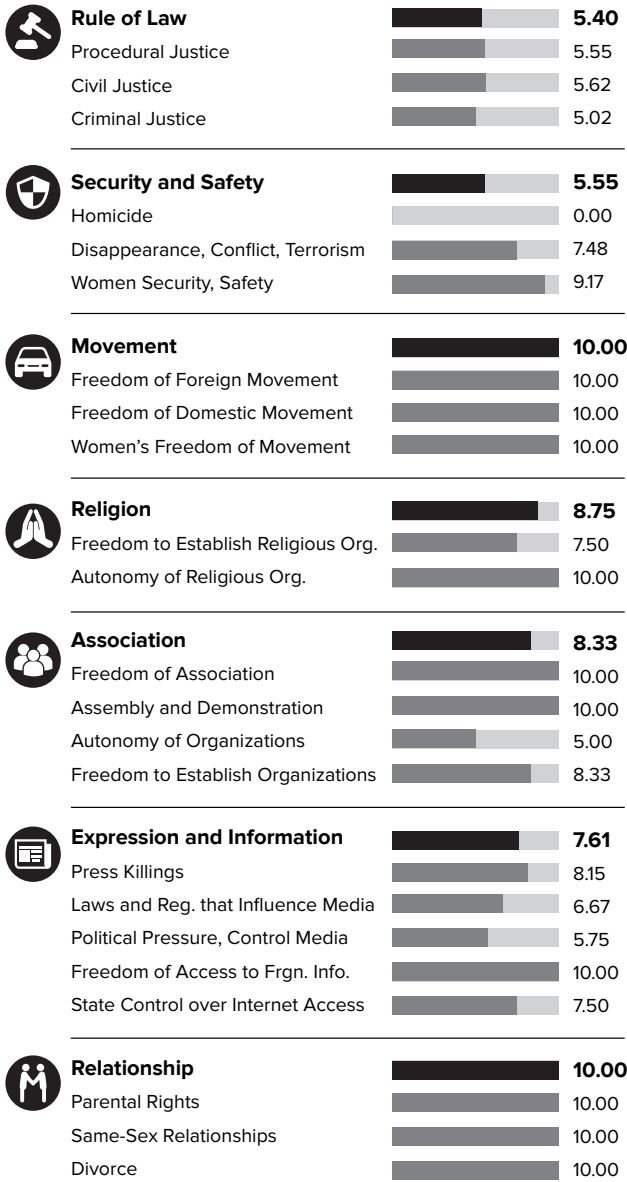 Rule of Law 5.40
Procedural Justice 5.55
Civil Justice 5.62
Criminal Justice 5.02
Security and Safety 5.55
Homicide 0.00
Disappearance, Conflict, Terrorism 7.48
Women Security, Safety 9.17
Movement 10.00
Freedom of Foreign Movement 10.00
Freedom of Domestic Movement 10.00
Women’s Freedom of Movement 10.00
Religion 8.75
Freedom to Establish Religious Org. 7.50
Autonomy of Religious Org. 10.00
Association 8.33
Freedom of Association 10.00
Assembly and Demonstration 10.00
Autonomy of Organizations 5.00
Freedom to Establish Organizations 8.33
Expression and Information 7.61
Press Killings 8.15
Laws and Reg. that Influence Media 6.67
Political Pressure, Control Media 5.75
Freedom of Access to Frgn. Info. 10.00
State Control over Internet Access 7.50
Relationship 10.00
Parental Rights 10.00
Same-Sex Relationships 10.00
Divorce 10.00